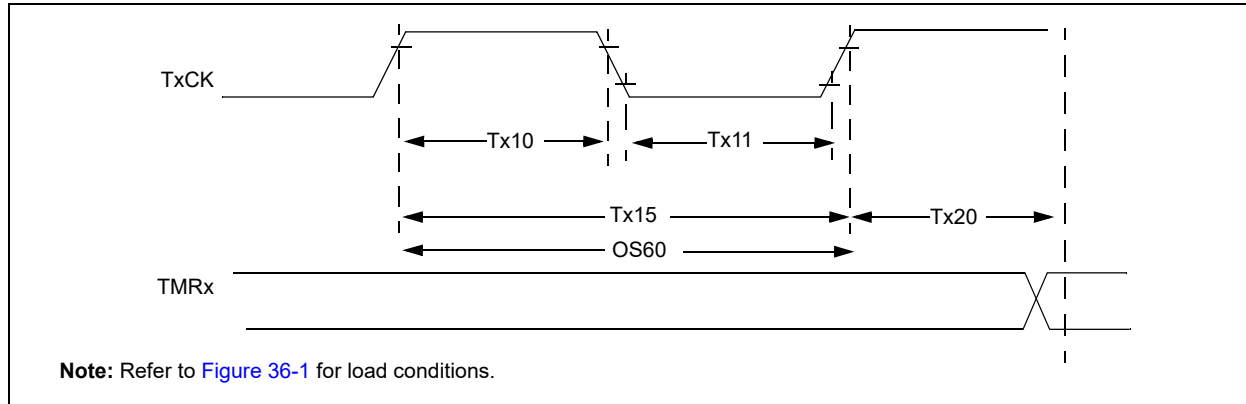 TxCK
Tx10
Tx11
Tx15
Tx20
OS60
TMRx
Note: Refer to Figure 36-1 for load conditions.